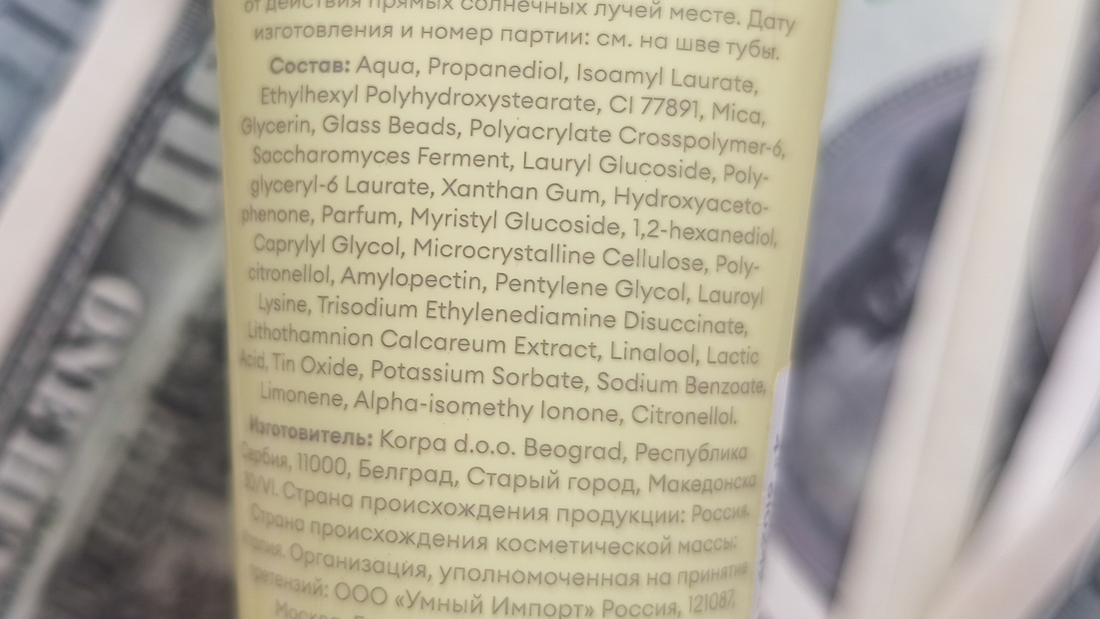 от действия прямых солнечных лучей месте. Дату
изготовления и номер партии: см. на шве тубы.
Состав: Aqua, Propanediol, Isoamyl Laurate,
Ethylhexyl Polyhydroxystearate, CI 77891, Mica,
Glycerin, Glass Beads, Polyacrylate Crosspolymer-6,
Saccharomyces Ferment, Lauryl Glucoside, Poly-
glyceryl-6 Laurate, Xanthan Gum, Hydroxyaceto-
phenone, Parfum, Myristyl Glucoside, 1,2-hexanediol,
Caprylyl Glycol, Microcrystalline Cellulose, Poly-
citronellol, Amylopectin, Pentylene Glycol, Lauroyl
Lysine, Trisodium Ethylenediamine Disuccinate,
Lithothamnion Calcareum Extract, Linalool, Lactic
Acid, Tin Oxide, Potassium Sorbate, Sodium Benzoate,
Limonene, Alpha-isomethy Ionone, Citronellol.
Изготовитель: Korpa d.o.o. Beograd, Республика
Сербия, 11000, Белград, Старый город, Македонска
30/VI. Страна происхождения продукции: Россия.
Страна происхождения косметической массы:
Организация, уполномоченная на принятие
претензий: ООО «Умный Импорт» Россия, 121087,
Москва,